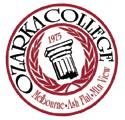 OZARKA COLLEGE
1975
Melbourne • Ash Flat • Mtn View